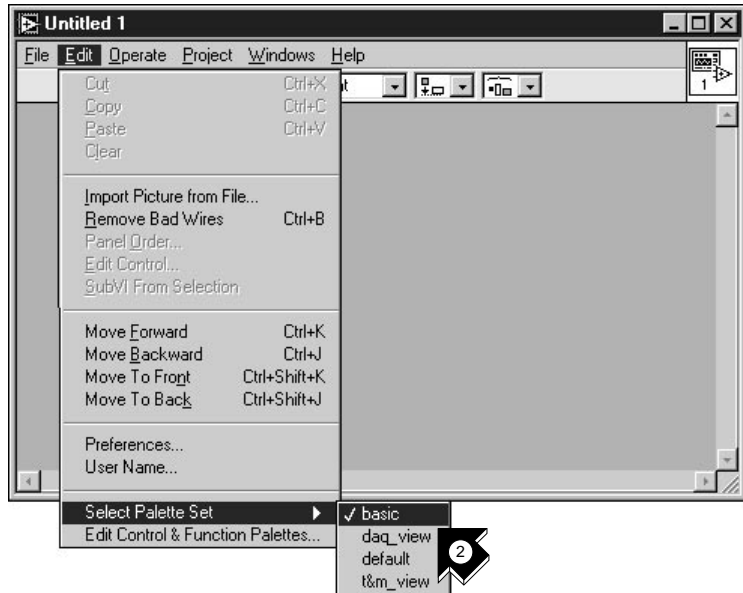 Untitled 1
File Edit Operate Project Windows Help
1
Cut Ctrl+X
Copy Ctrl+C
Paste Ctrl+V
Clear
Import Picture from File...
Remove Bad Wires Ctrl+B
Panel Order...
Edit Control...
SubVI From Selection
Move Forward Ctrl+K
Move Backward Ctrl+J
Move To Front Ctrl+Shift+K
Move To Back Ctrl+Shift+J
Preferences...
User Name...
Select Palette Set
Edit Control & Function Palettes...
basic
daq_view
default
t&m_view
2